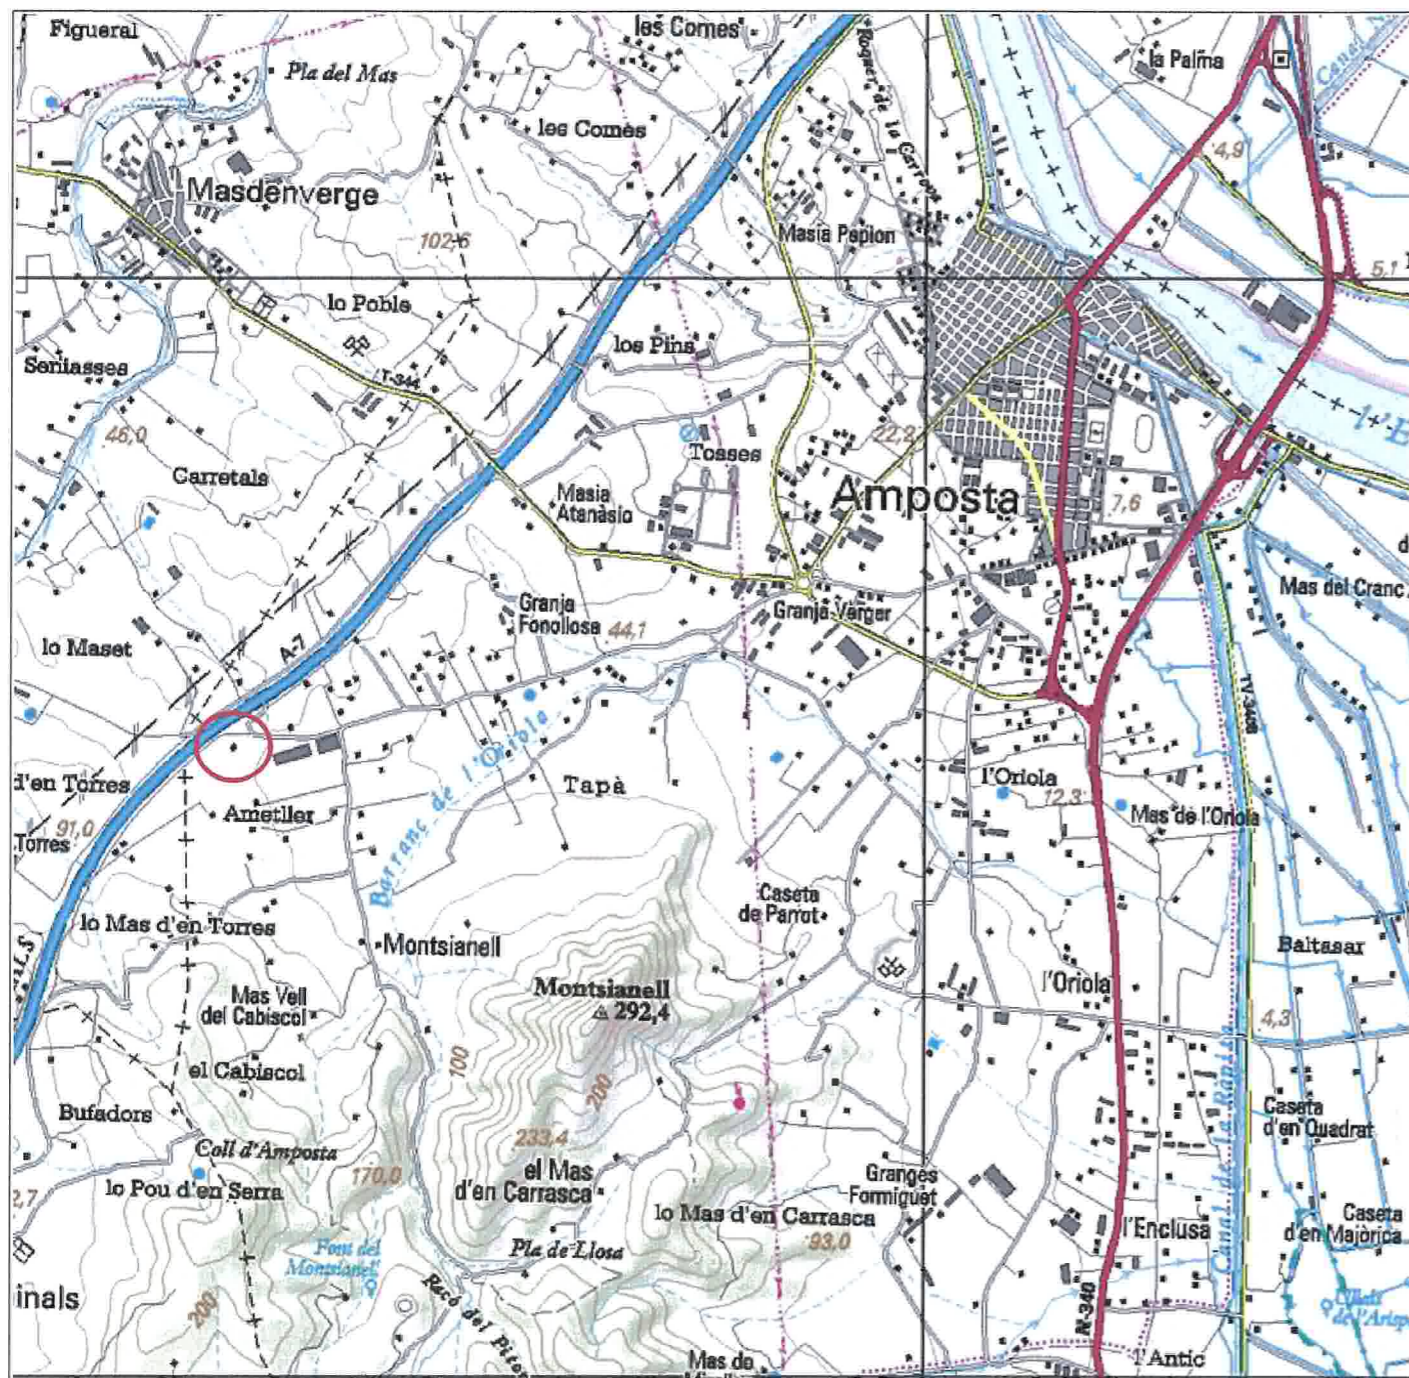 Figueral
les Comes
la Palma
Pla del Mas
les Comes
4,9
Masdenverge
Masia Pepion
102,6
5,1
lo Poble
los Pins
Seniasses
T-344
46,0
22,2
Tosses
Carretals
Masia
Atanasio
Amposta
7,6
Mas del Cranc
Granja
Fonollosa
44,1
Granja Verger
lo Maset
A-7
d'en Torres
Barranc de l'Oriola
Tapà
l'Oriola
12,3
Mas de l'Oriola
Ametller
91,0
Torres
Caseta
de Parrot
lo Mas d'en Torres
Montsianell
Baltasar
Montsianell
292,4
l'Oriola
Mas Vell
del Cabiscol
4,3
100
el Cabiscol
200
Bufadors
Caseta
d'en Quadrat
233,4
Coll d'Amposta
170,0
el Mas
d'en Carrasca
Granges
Formiguet
lo Pou d'en Serra
lo Mas d'en Carrasca
l'Enclusa
Caseta
d'en Majòrica
93,0
Canal de la Ràpita
Font del
Montsianell
Pla de Llosa
inals
200
N-340
Mas de
l'Antic